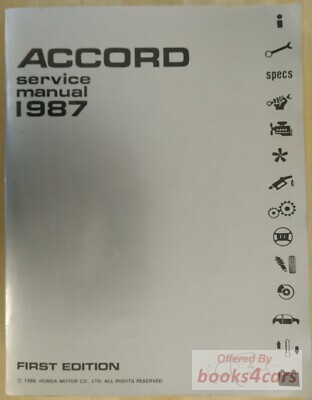 ACCORD
service
manual
1987
specs
FIRST EDITION
© 1986 HONDA MOTOR CO., LTD. ALL RIGHTS RESERVED.
Offered By
books4cars